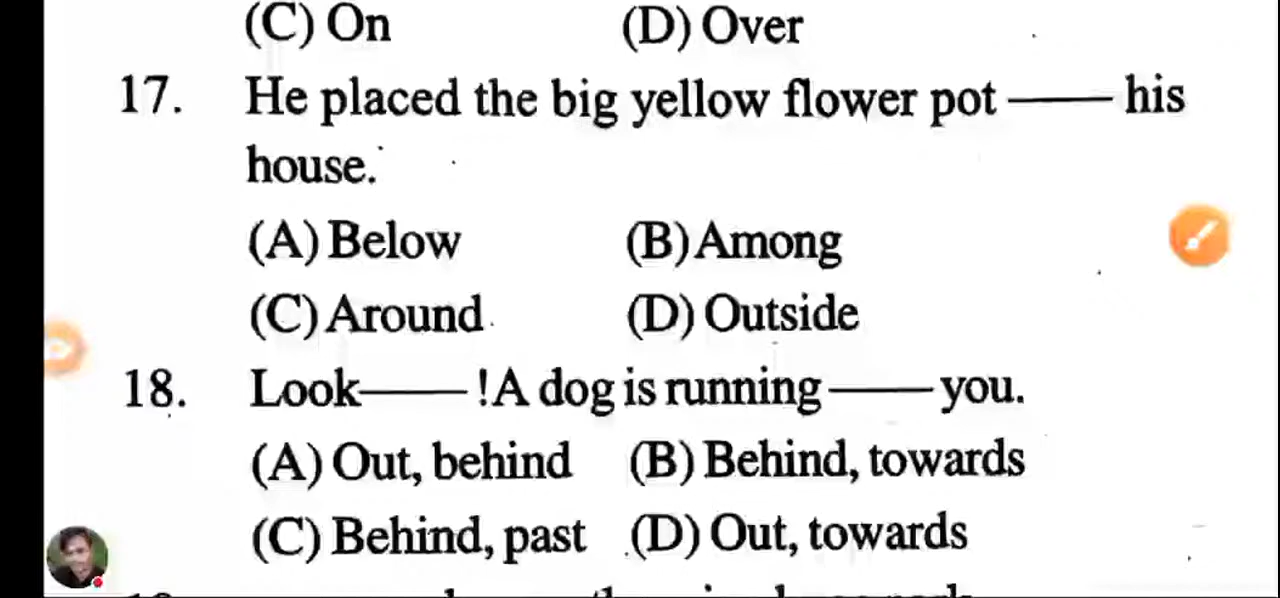 (C) On (D) Over
17. He placed the big yellow flower pot —— his
house.
(A) Below (B) Among
(C) Around (D) Outside
18. Look—— !A dog is running —— you.
(A) Out, behind (B) Behind, towards
(C) Behind, past (D) Out, towards